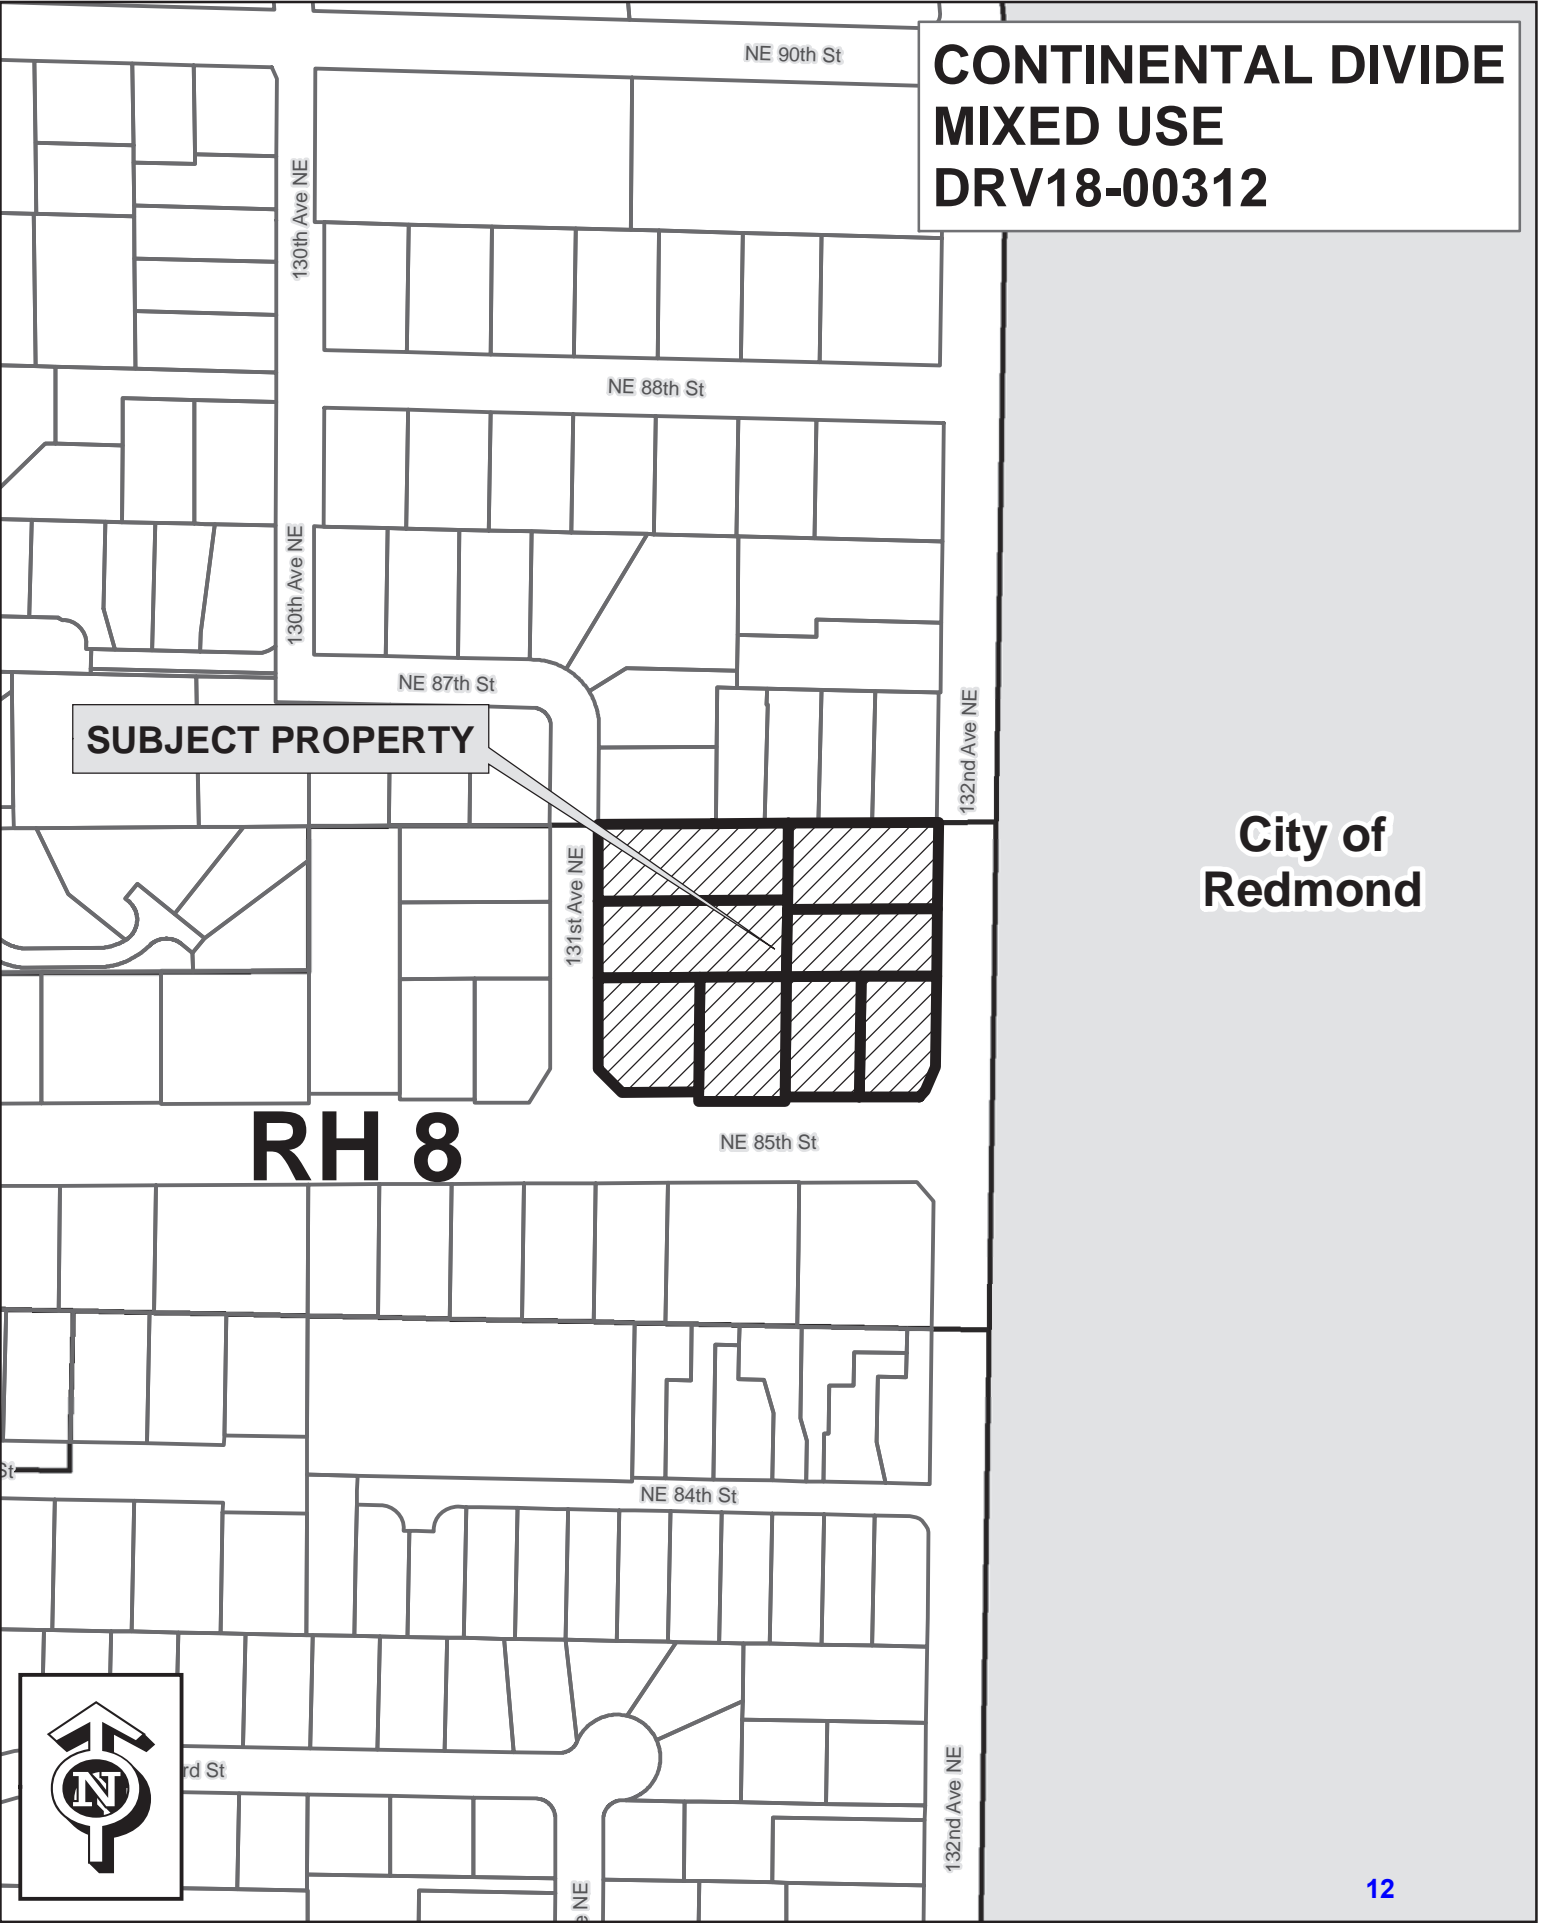 NE 90th St
CONTINENTAL DIVIDE
MIXED USE
DRV18-00312
130th Ave NE
NE 88th St
130th Ave NE
NE 87th St
132nd Ave NE
SUBJECT PROPERTY
131st Ave NE
City of
Redmond
RH 8
NE 85th St
St
NE 84th St
N
rd St
132nd Ave NE
e NE
12